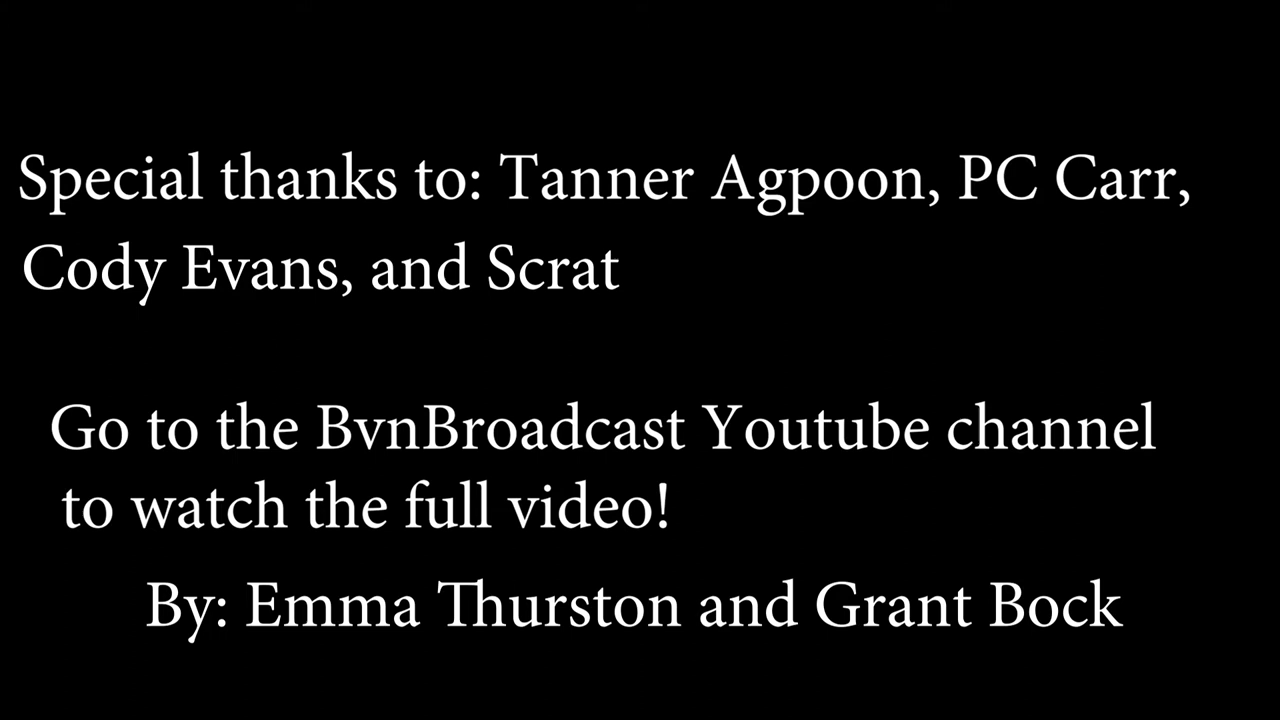 Special thanks to: Tanner Agpoon, PC Carr,
Cody Evans, and Scrat
Go to the BvnBroadcast Youtube channel
to watch the full video!
By: Emma Thurston and Grant Bock